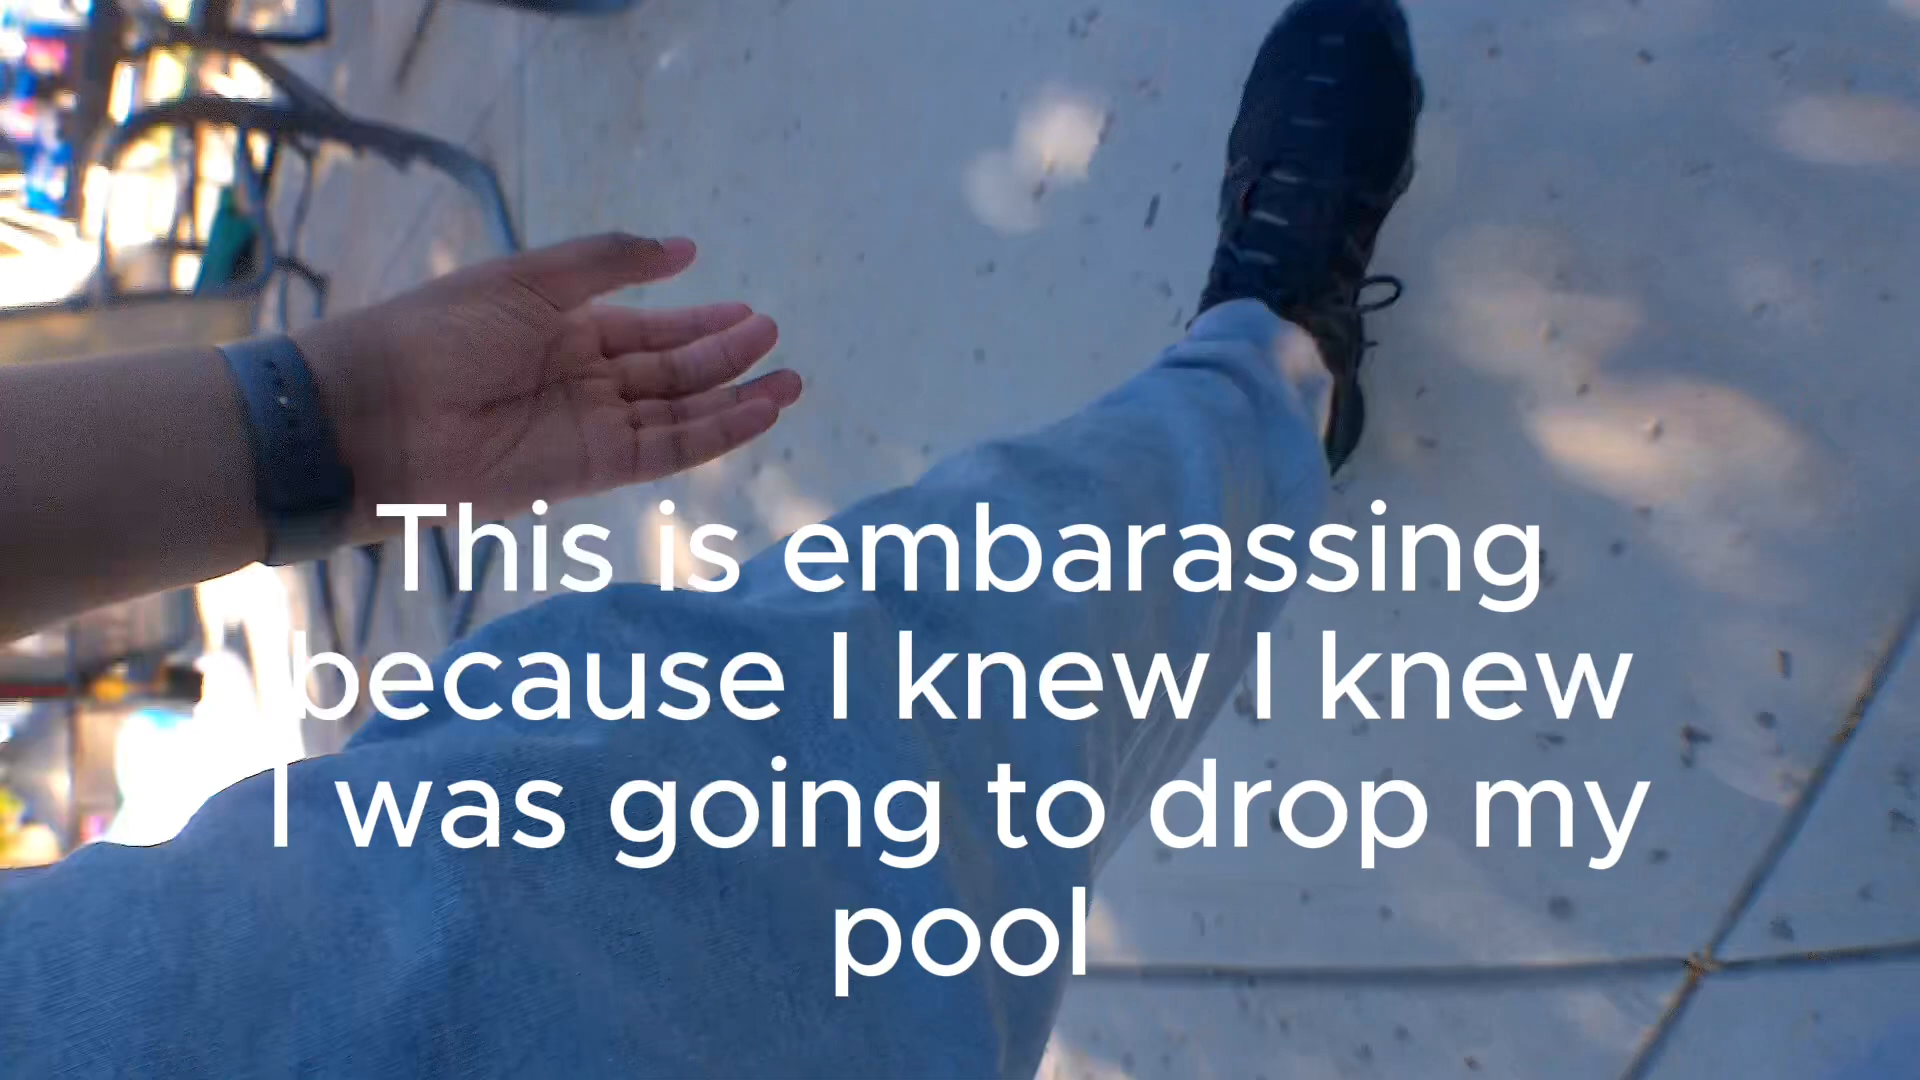 This is embarassing
because I knew I knew
I was going to drop my
pool